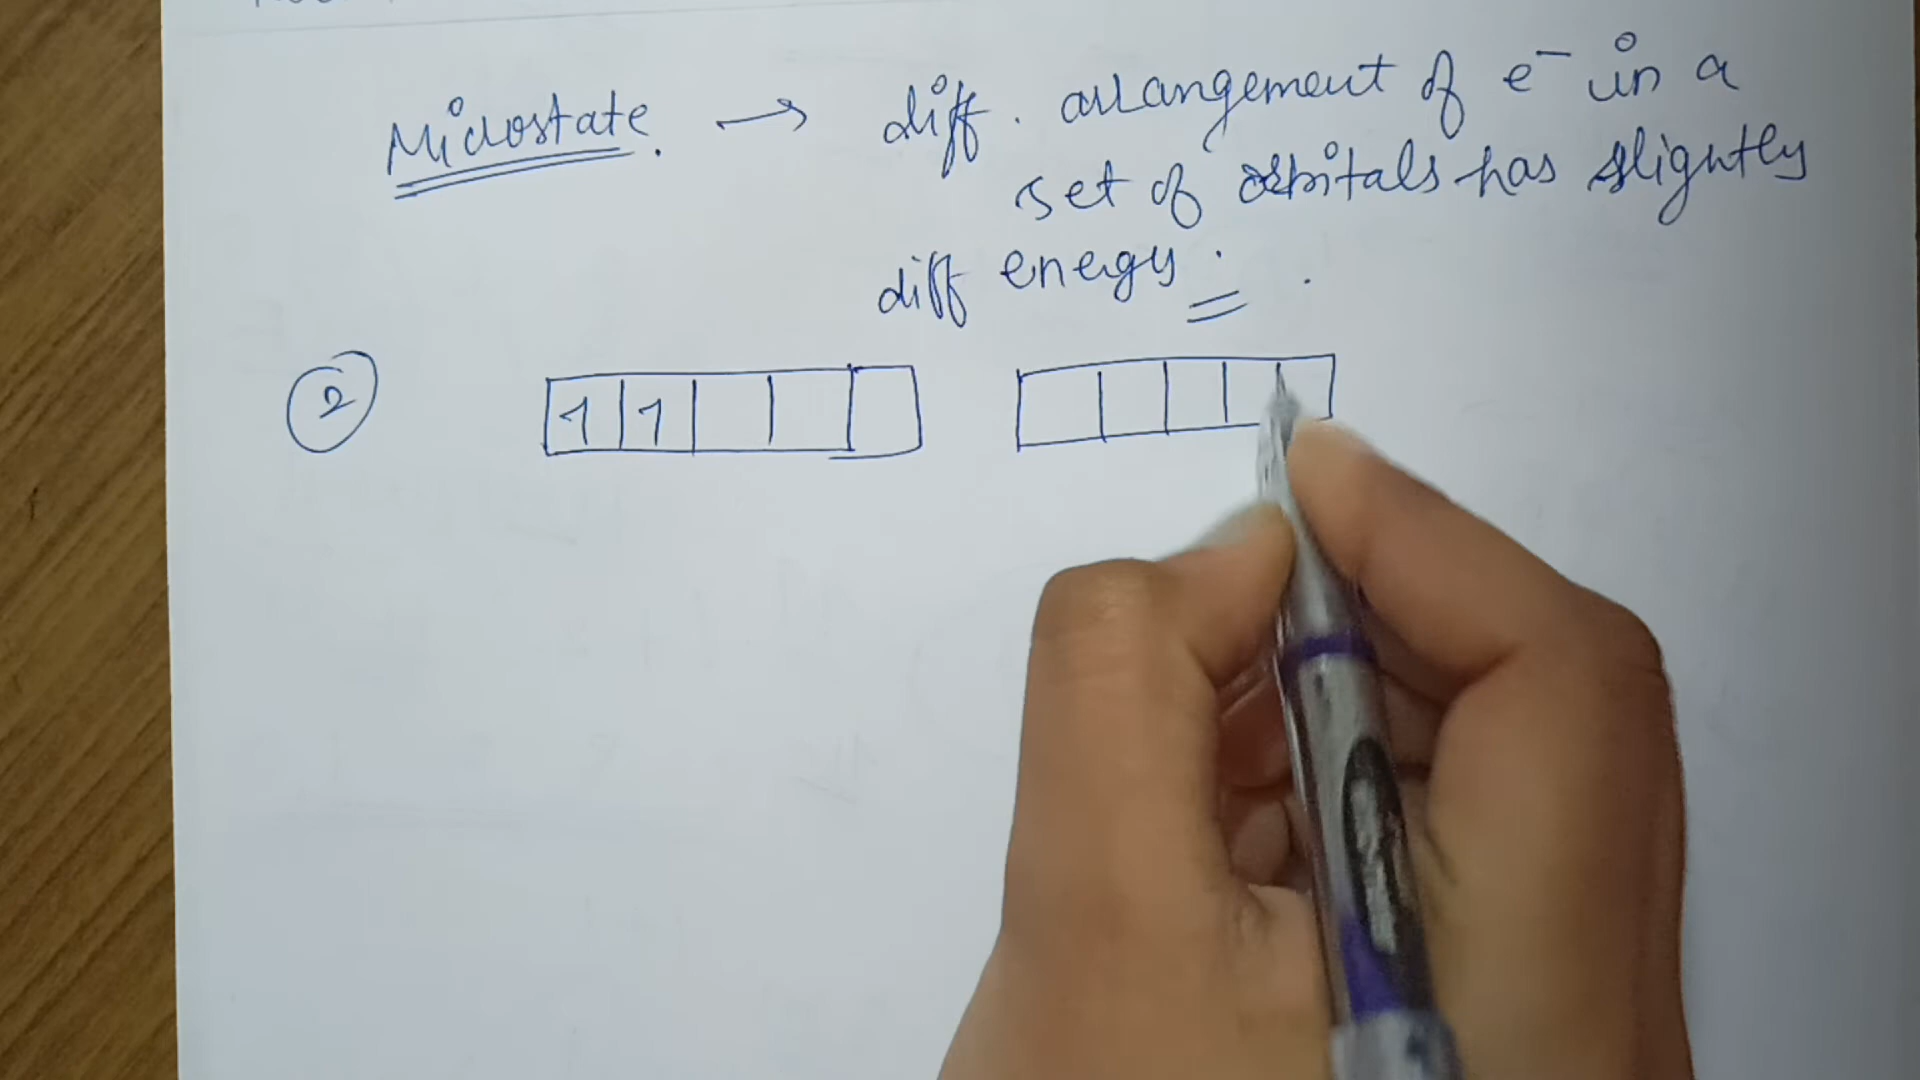 Microstate. → diff. arrangement of e⁻ in a
set of orbitals has slightly
diff energy.
2
1 1